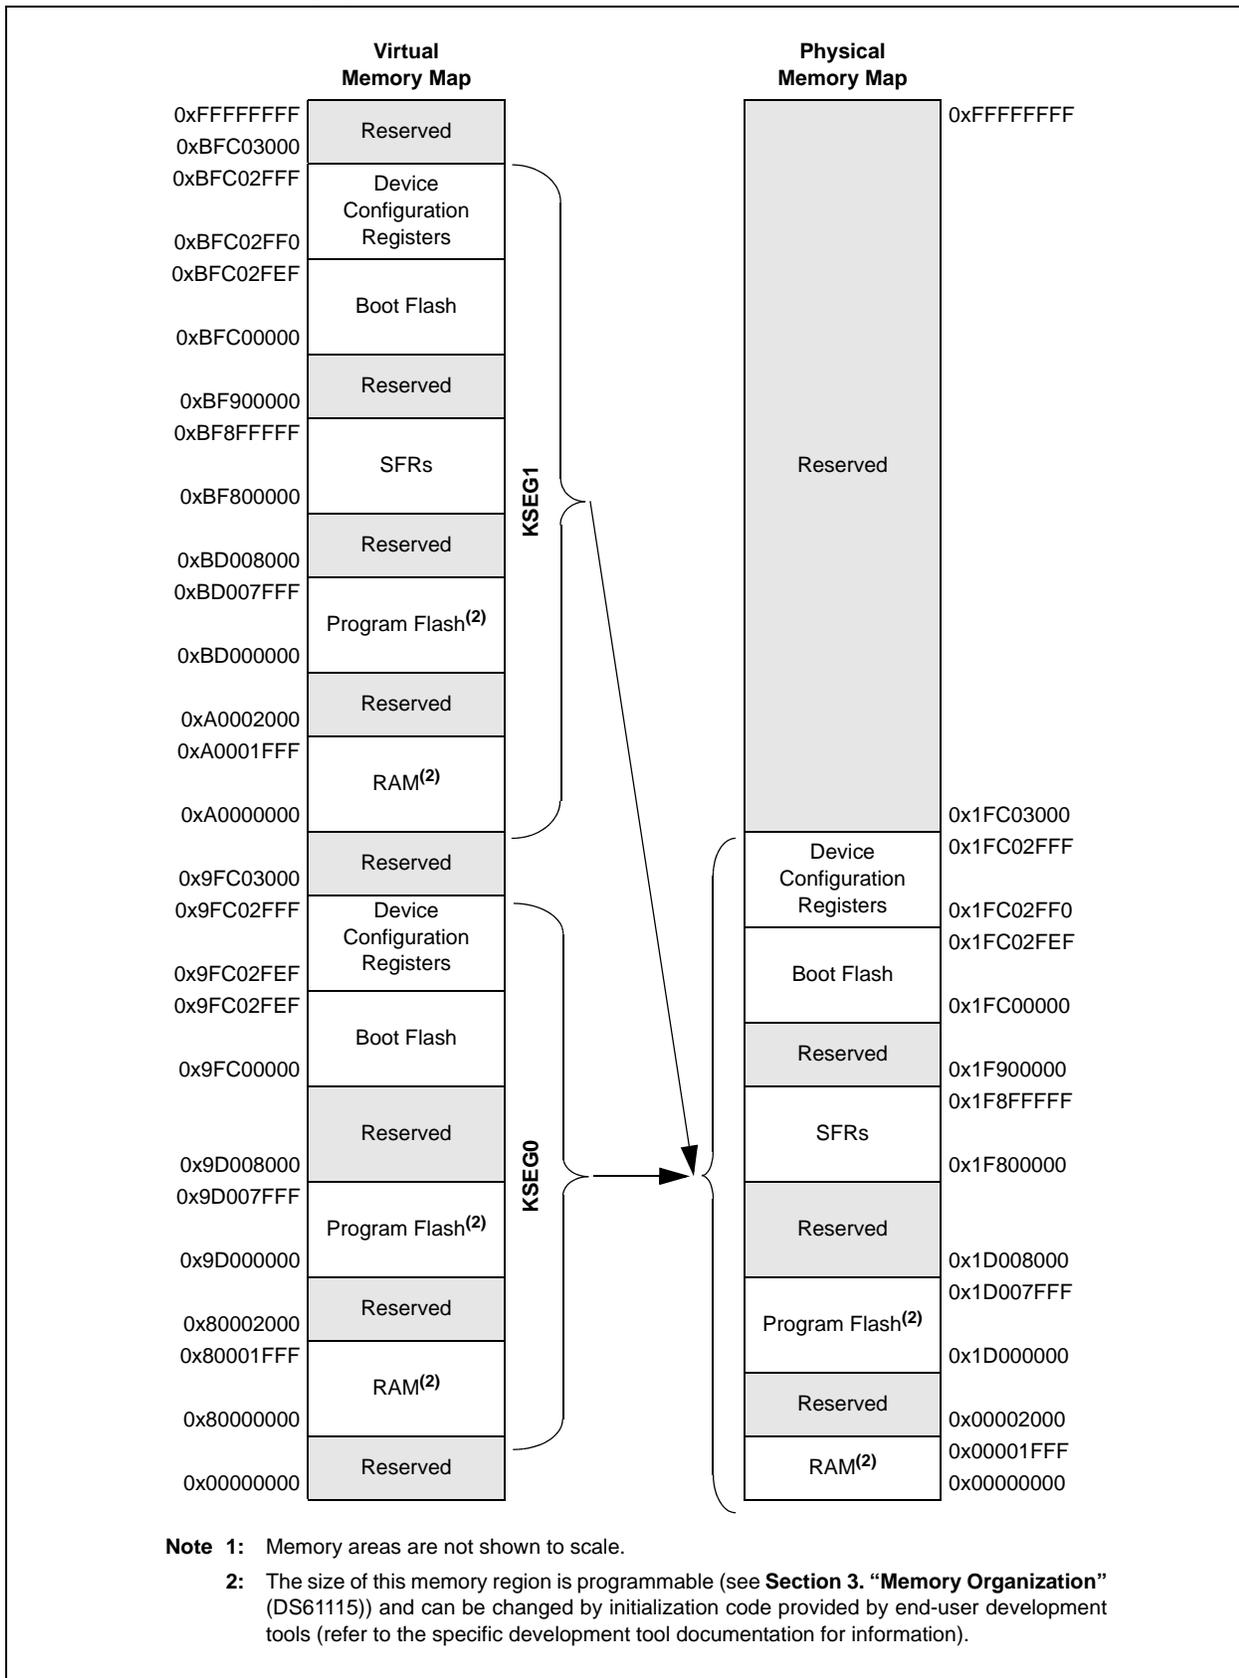 Virtual
Memory Map
0xFFFFFFFF
Reserved
0xBFC03000
0xBFC02FFF
Device
Configuration
Registers
0xBFC02FF0
0xBFC02FEF
Boot Flash
0xBFC00000
Reserved
0xBF900000
0xBF8FFFFF
SFRs
0xBF800000
Reserved
0xBD008000
0xBD007FFF
Program Flash(2)
0xBD000000
Reserved
0xA0002000
0xA0001FFF
RAM(2)
0xA0000000
Reserved
0x9FC03000
0x9FC02FFF
Device
Configuration
Registers
0x9FC02FEF
0x9FC02FEF
Boot Flash
0x9FC00000
Reserved
0x9D008000
0x9D007FFF
Program Flash(2)
0x9D000000
Reserved
0x80002000
0x80001FFF
RAM(2)
0x80000000
Reserved
0x00000000
KSEG1
KSEG0
Physical
Memory Map
0xFFFFFFFF
Reserved
0x1FC03000
0x1FC02FFF
Device
Configuration
Registers
0x1FC02FF0
0x1FC02FEF
Boot Flash
0x1FC00000
Reserved
0x1F900000
0x1F8FFFFF
SFRs
0x1F800000
Reserved
0x1D008000
0x1D007FFF
Program Flash(2)
0x1D000000
Reserved
0x00002000
0x00001FFF
RAM(2)
0x00000000
Note 1: Memory areas are not shown to scale.
2: The size of this memory region is programmable (see Section 3. “Memory Organization”
(DS61115)) and can be changed by initialization code provided by end-user development
tools (refer to the specific development tool documentation for information).